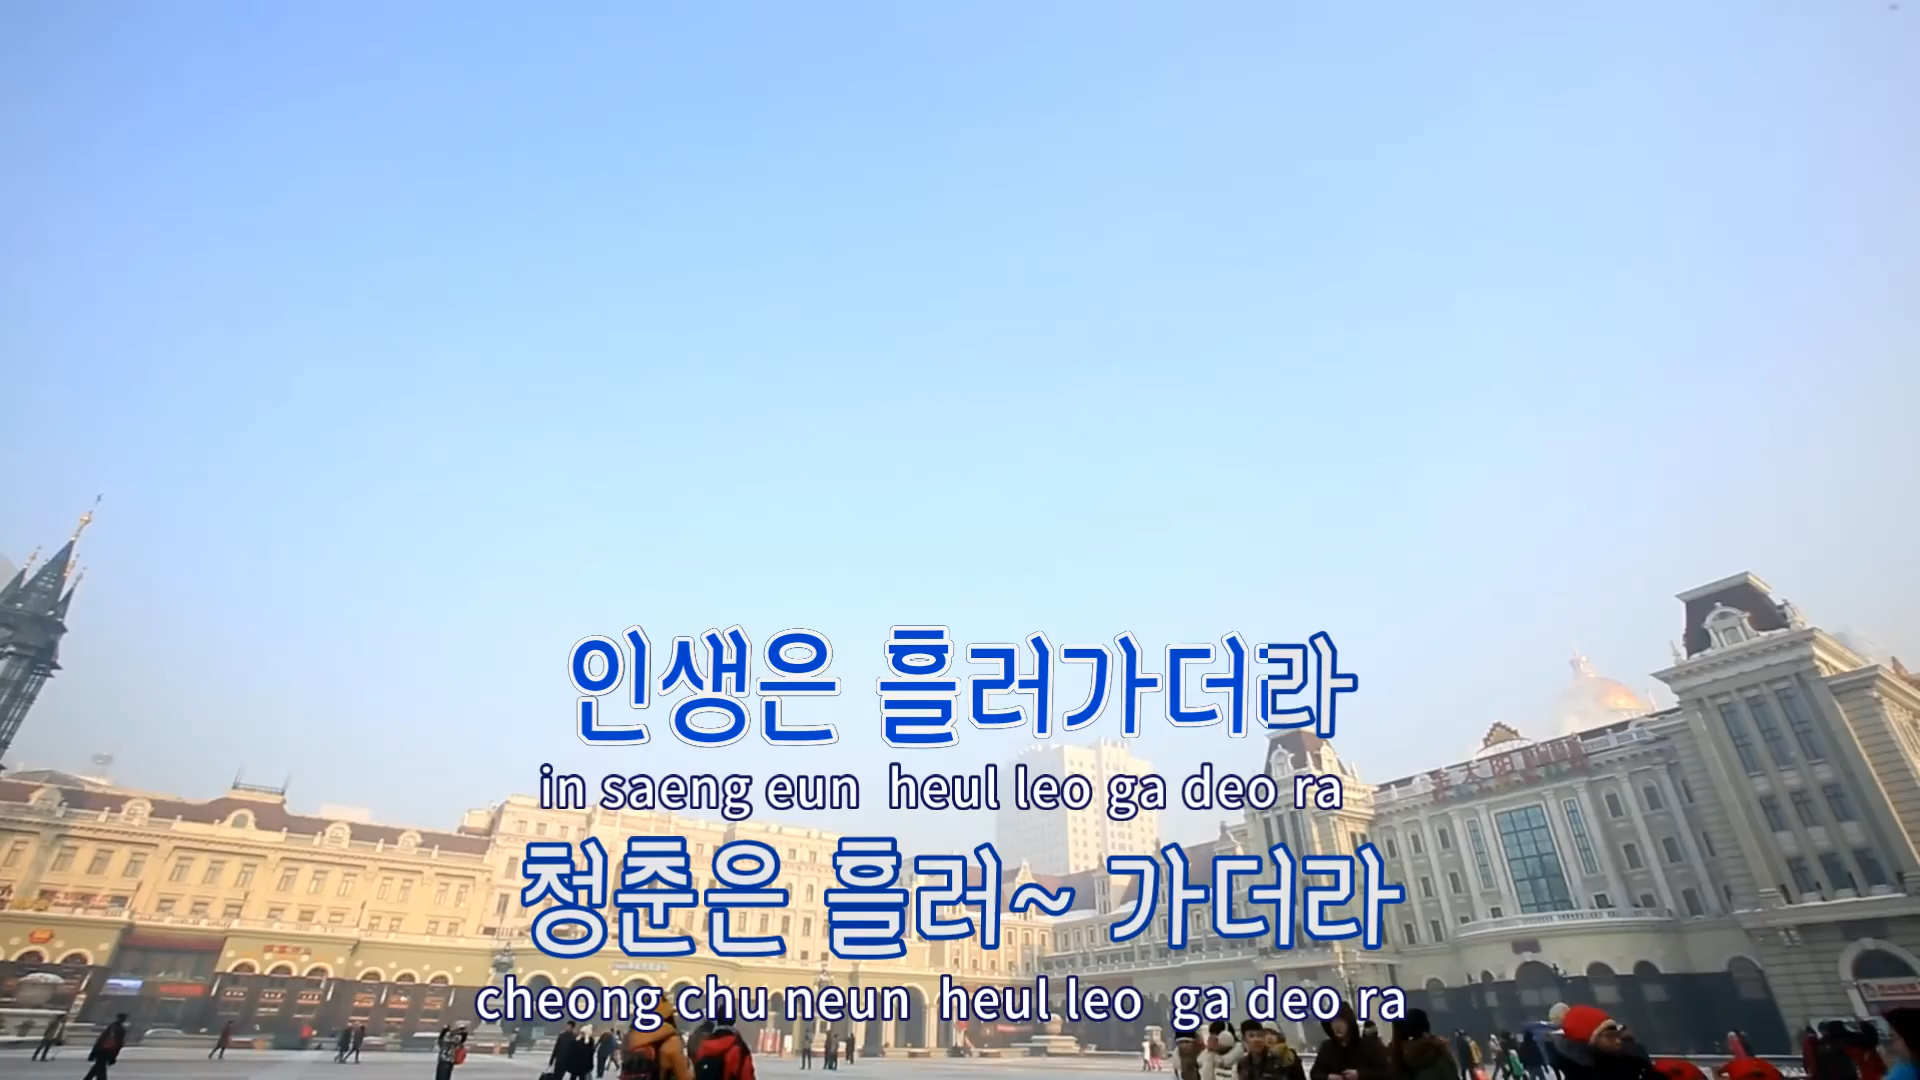 인생은 흘러가더라
in saeng eun heul leo ga deo ra
청춘은 흘러~ 가더라
cheong chu neun heul leo ga deo ra